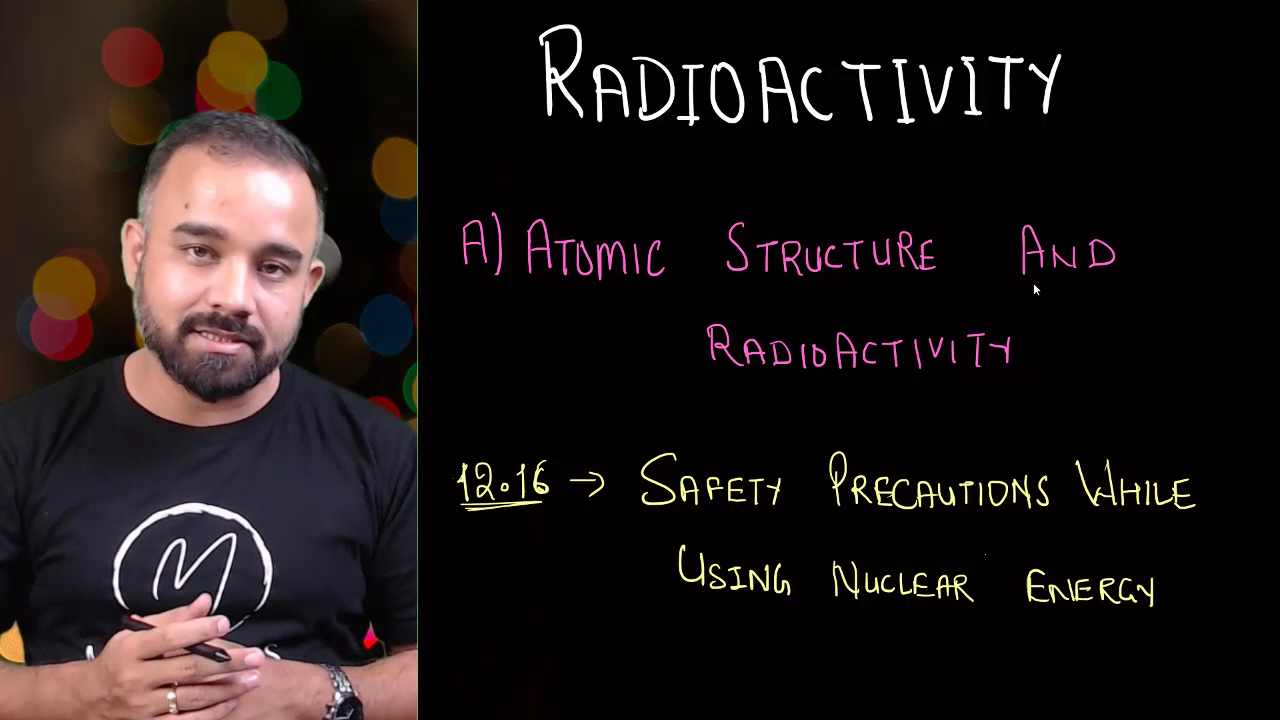 RADIOACTIVITY
A) ATOMIC STRUCTURE AND
RADIOACTIVITY
12.16 → SAFETY PRECAUTIONS WHILE
USING NUCLEAR ENERGY
M